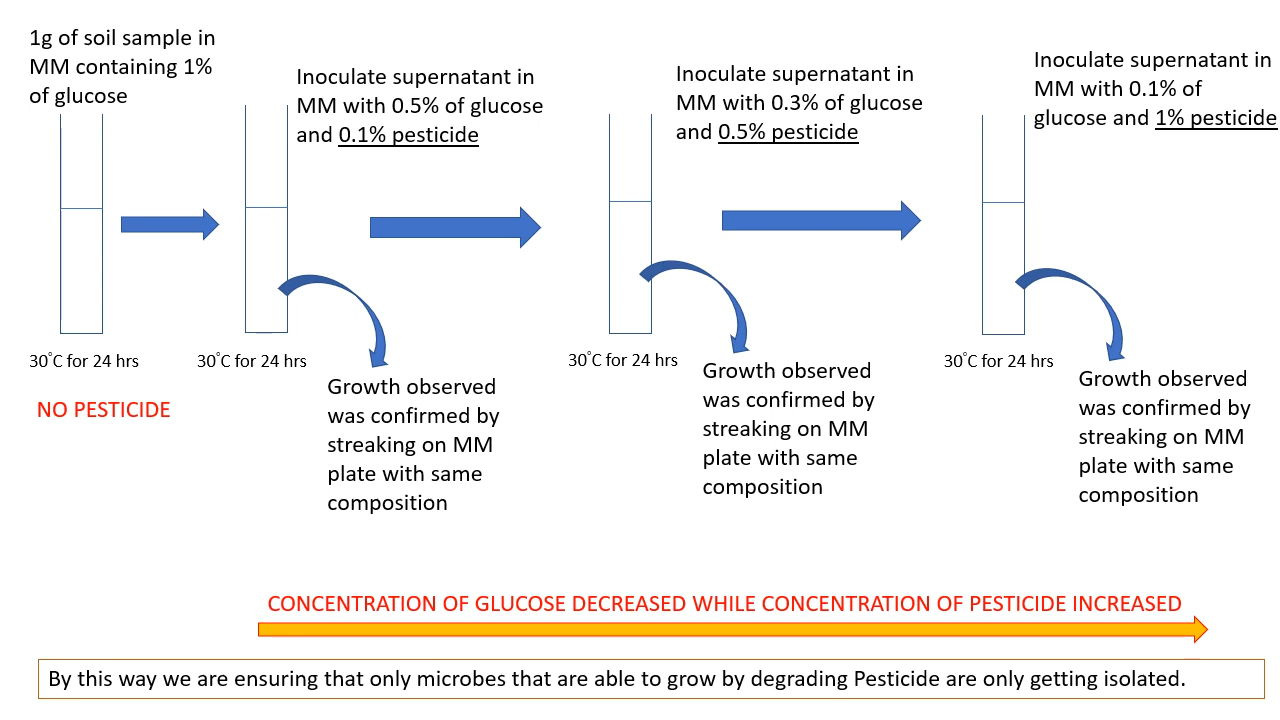 1g of soil sample in
MM containing 1%
of glucose
Inoculate supernatant in
MM with 0.5% of glucose
and 0.1% pesticide
Inoculate supernatant in
MM with 0.3% of glucose
and 0.5% pesticide
Inoculate supernatant in
MM with 0.1% of
glucose and 1% pesticide
30°C for 24 hrs
30°C for 24 hrs
30°C for 24 hrs
30°C for 24 hrs
NO PESTICIDE
Growth observed
was confirmed by
streaking on MM
plate with same
composition
Growth observed
was confirmed by
streaking on MM
plate with same
composition
Growth observed
was confirmed by
streaking on MM
plate with same
composition
CONCENTRATION OF GLUCOSE DECREASED WHILE CONCENTRATION OF PESTICIDE INCREASED
By this way we are ensuring that only microbes that are able to grow by degrading Pesticide are only getting isolated.